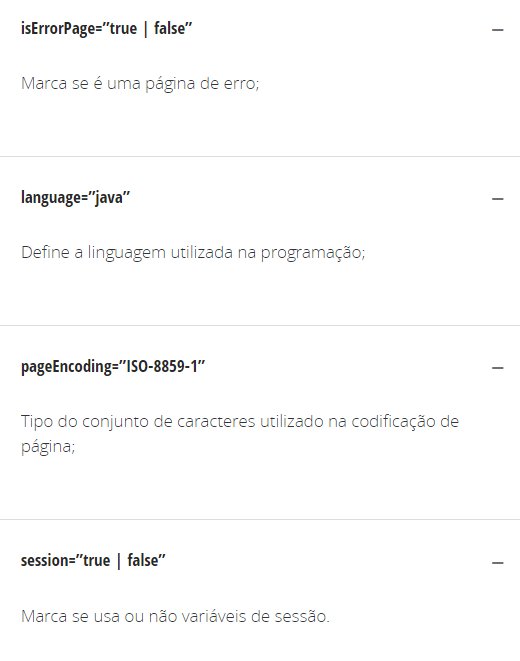 isErrorPage=”true | false”
Marca se é uma página de erro;
language=”java”
Define a linguagem utilizada na programação;
pageEncoding=”ISO-8859-1”
Tipo do conjunto de caracteres utilizado na codificação de
página;
session=”true | false”
Marca se usa ou não variáveis de sessão.